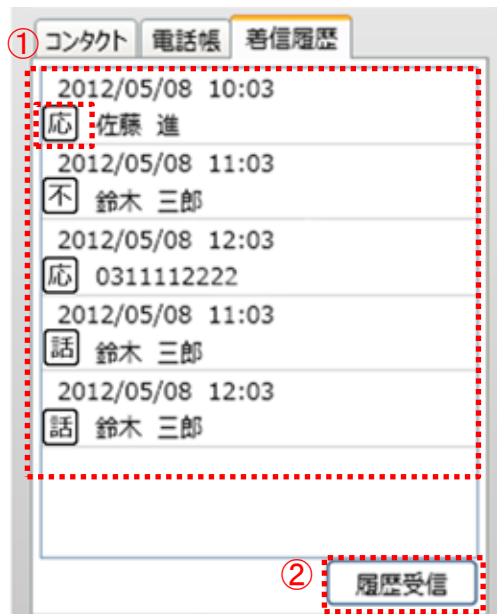 ① コンタクト 電話帳 着信履歴
2012/05/08 10:03
応 佐藤 進
2012/05/08 11:03
不 鈴木 三郎
2012/05/08 12:03
応 0311112222
2012/05/08 11:03
話 鈴木 三郎
2012/05/08 12:03
話 鈴木 三郎
② 履歴受信